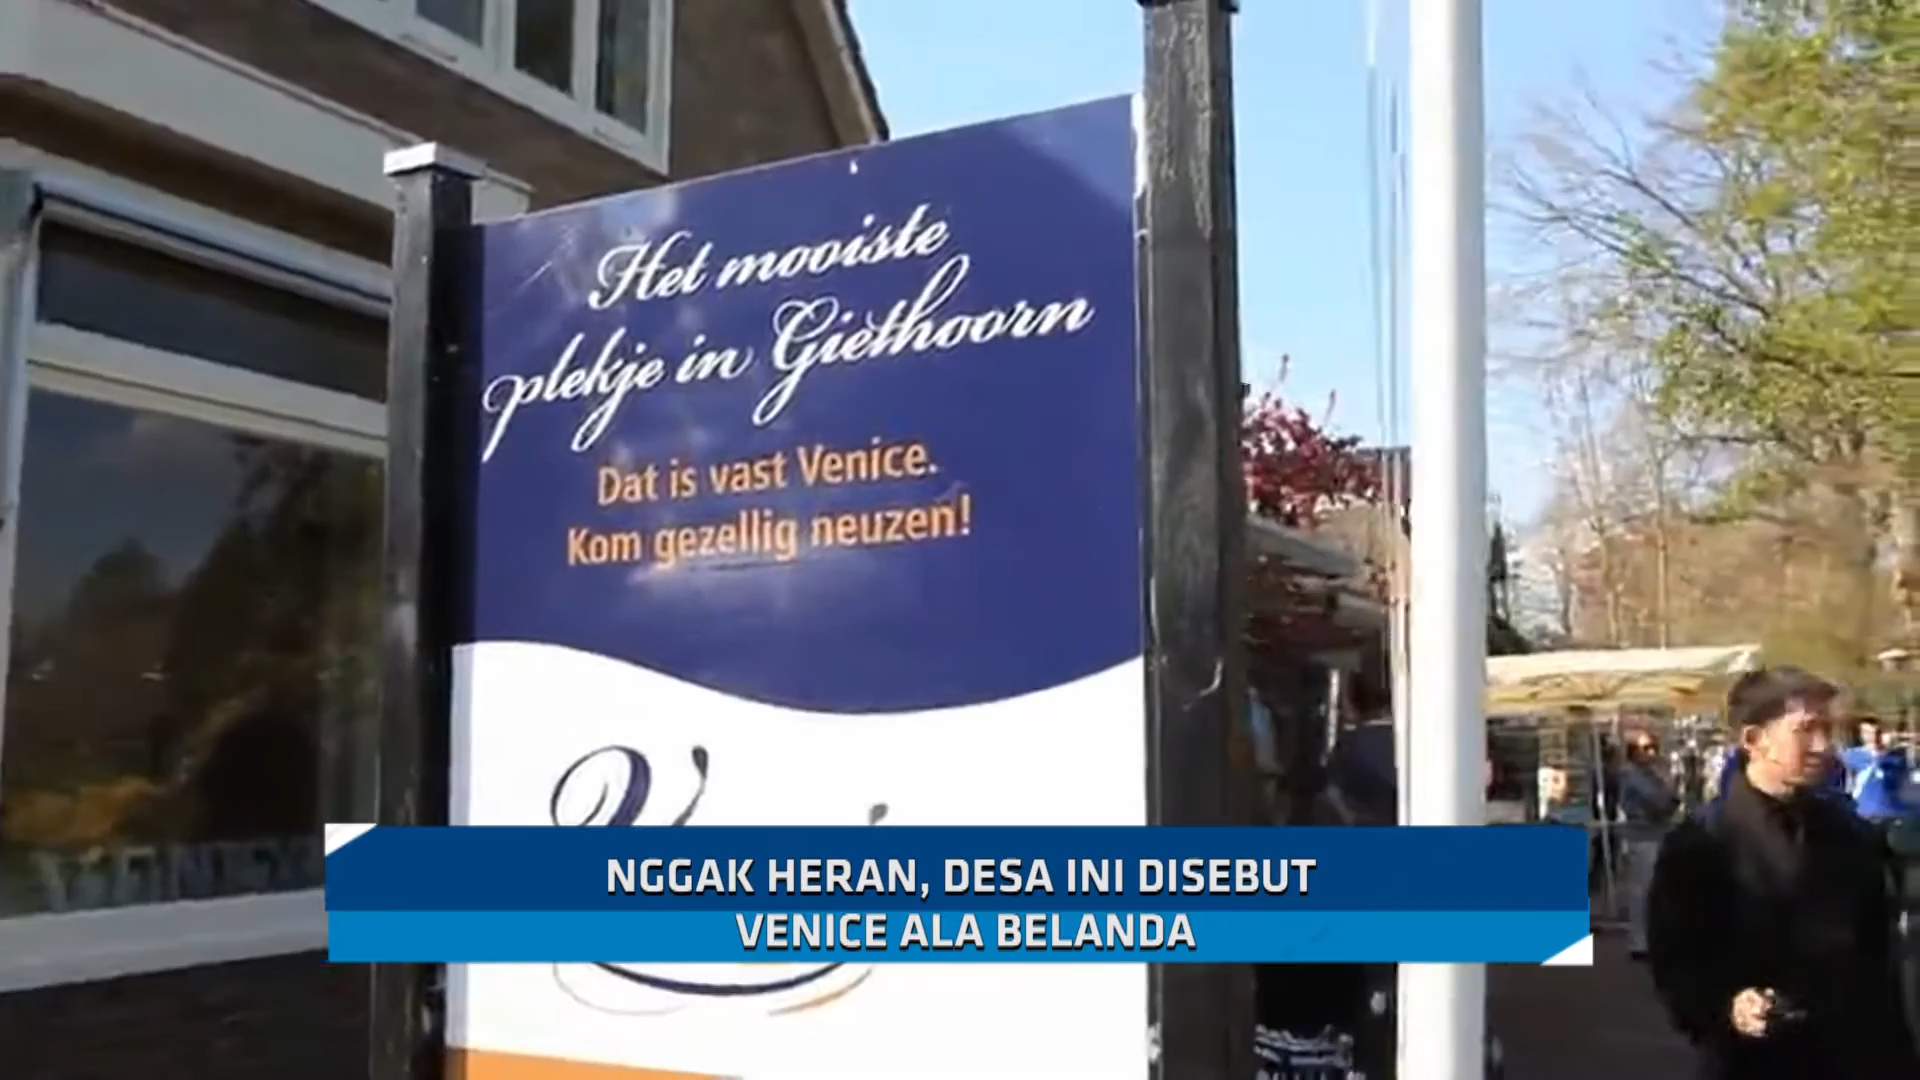 Het mooiste
plekje in Giethoorn
Dat is vast Venice.
Kom gezellig neuzen!
NGGAK HERAN, DESA INI DISEBUT
VENICE ALA BELANDA